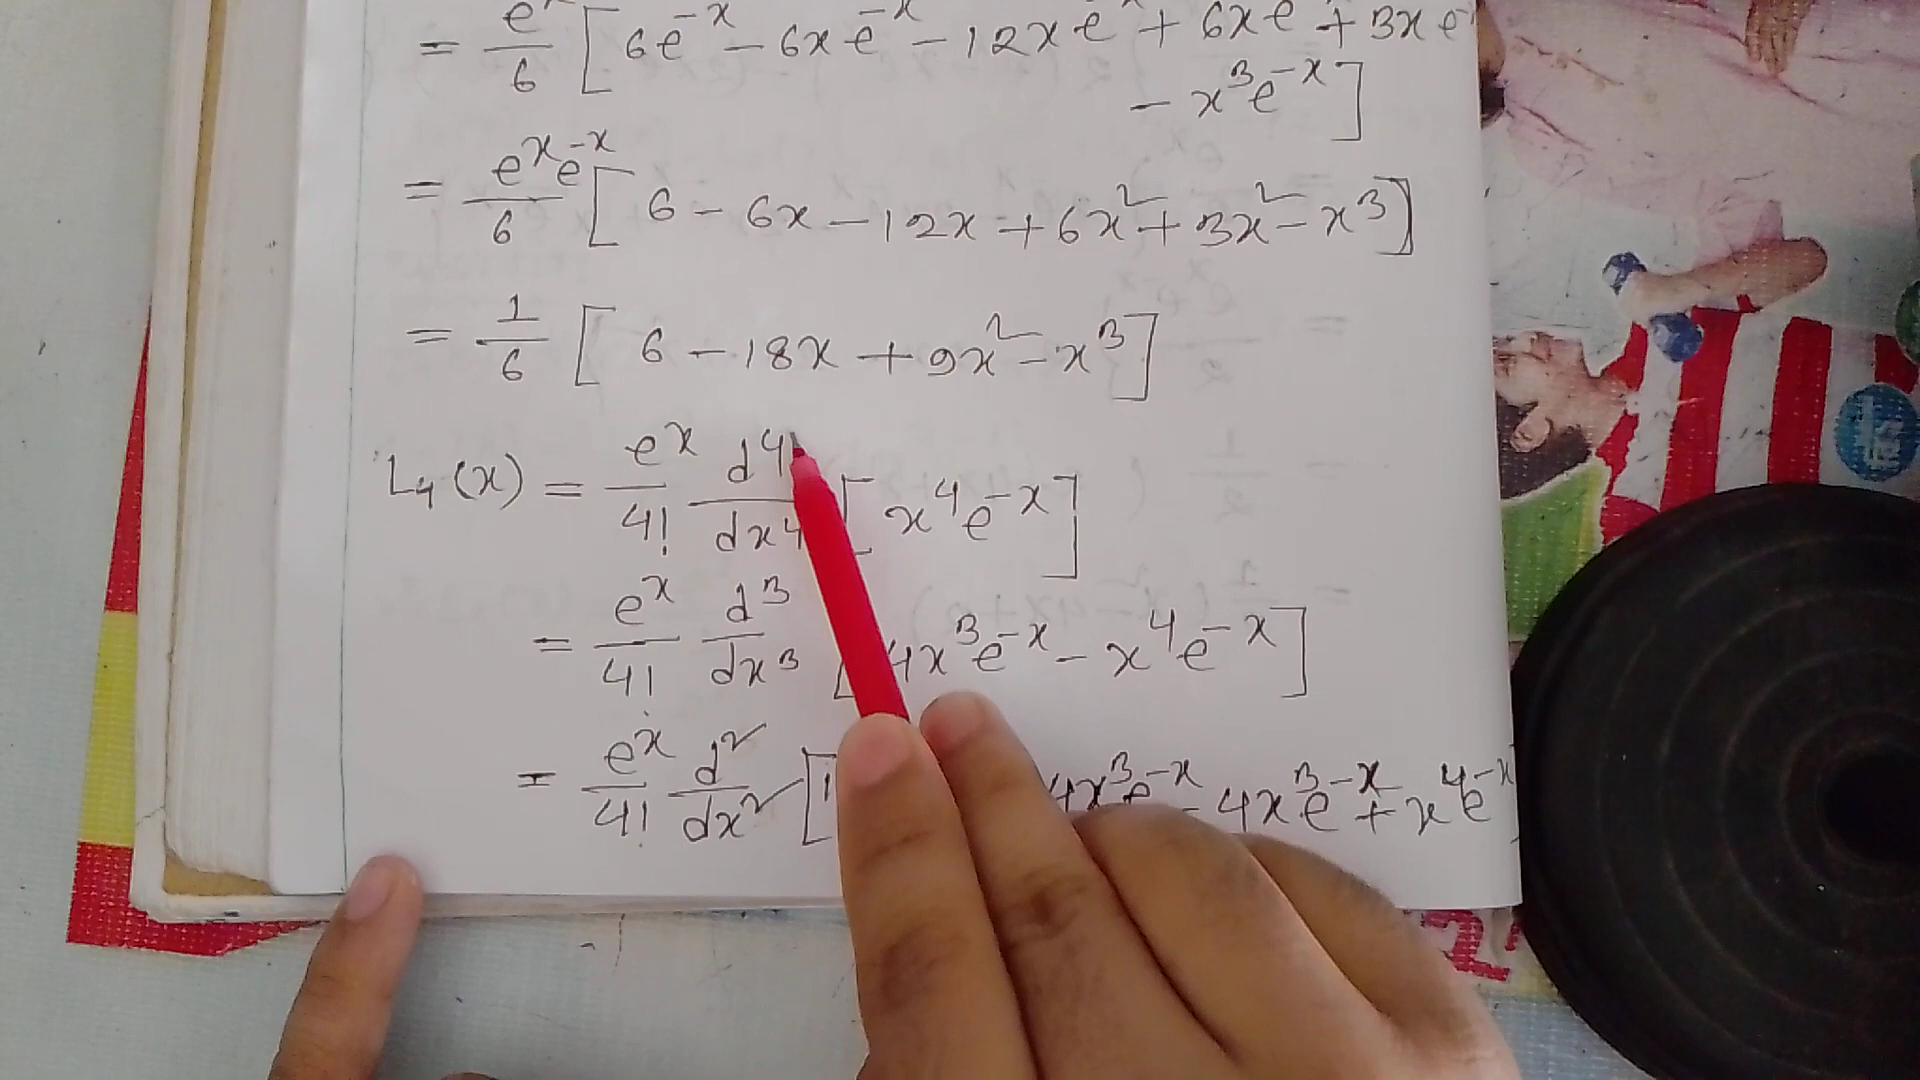 = e^x/6 [6e^-x - 6xe^-x - 12xe + 6xe + 3xe
- x^3e^-x]
= e^xe^-x/6 [6 - 6x - 12x + 6x^2 + 3x^2 - x^3]
= 1/6 [6 - 18x + 9x^2 - x^3]
L4(x) = e^x/4! d^4/dx^4 [x^4e^-x]
= e^x/4! d^3/dx^3 [4x^3e^-x - x^4e^-x]
= e^x/4! d^2/dx^2 [1 4x^3e^-x - 4x^3e^-x + x^4e^-x